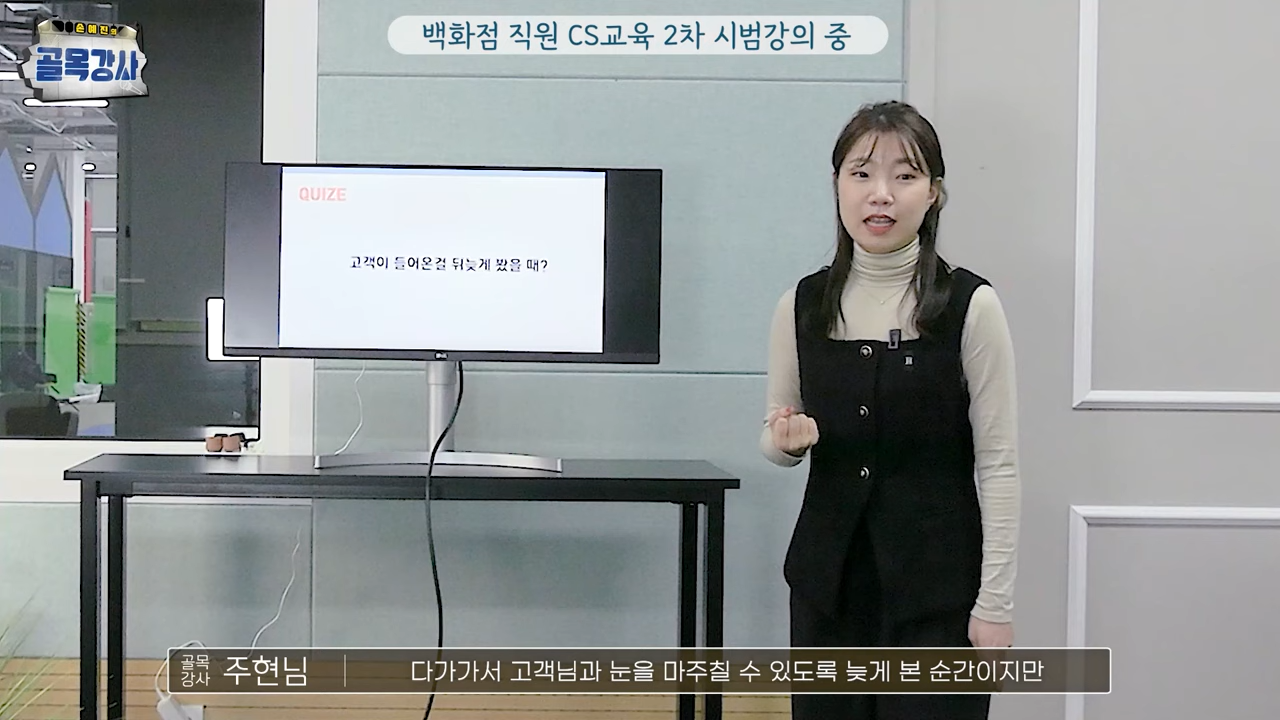 손예진의
골목강사
백화점 직원 CS교육 2차 시범강의 중
QUIZE
고객이 들어온걸 뒤늦게 봤을 때?
골목
강사
주현님
다가가서 고객님과 눈을 마주칠 수 있도록 늦게 본 순간이지만